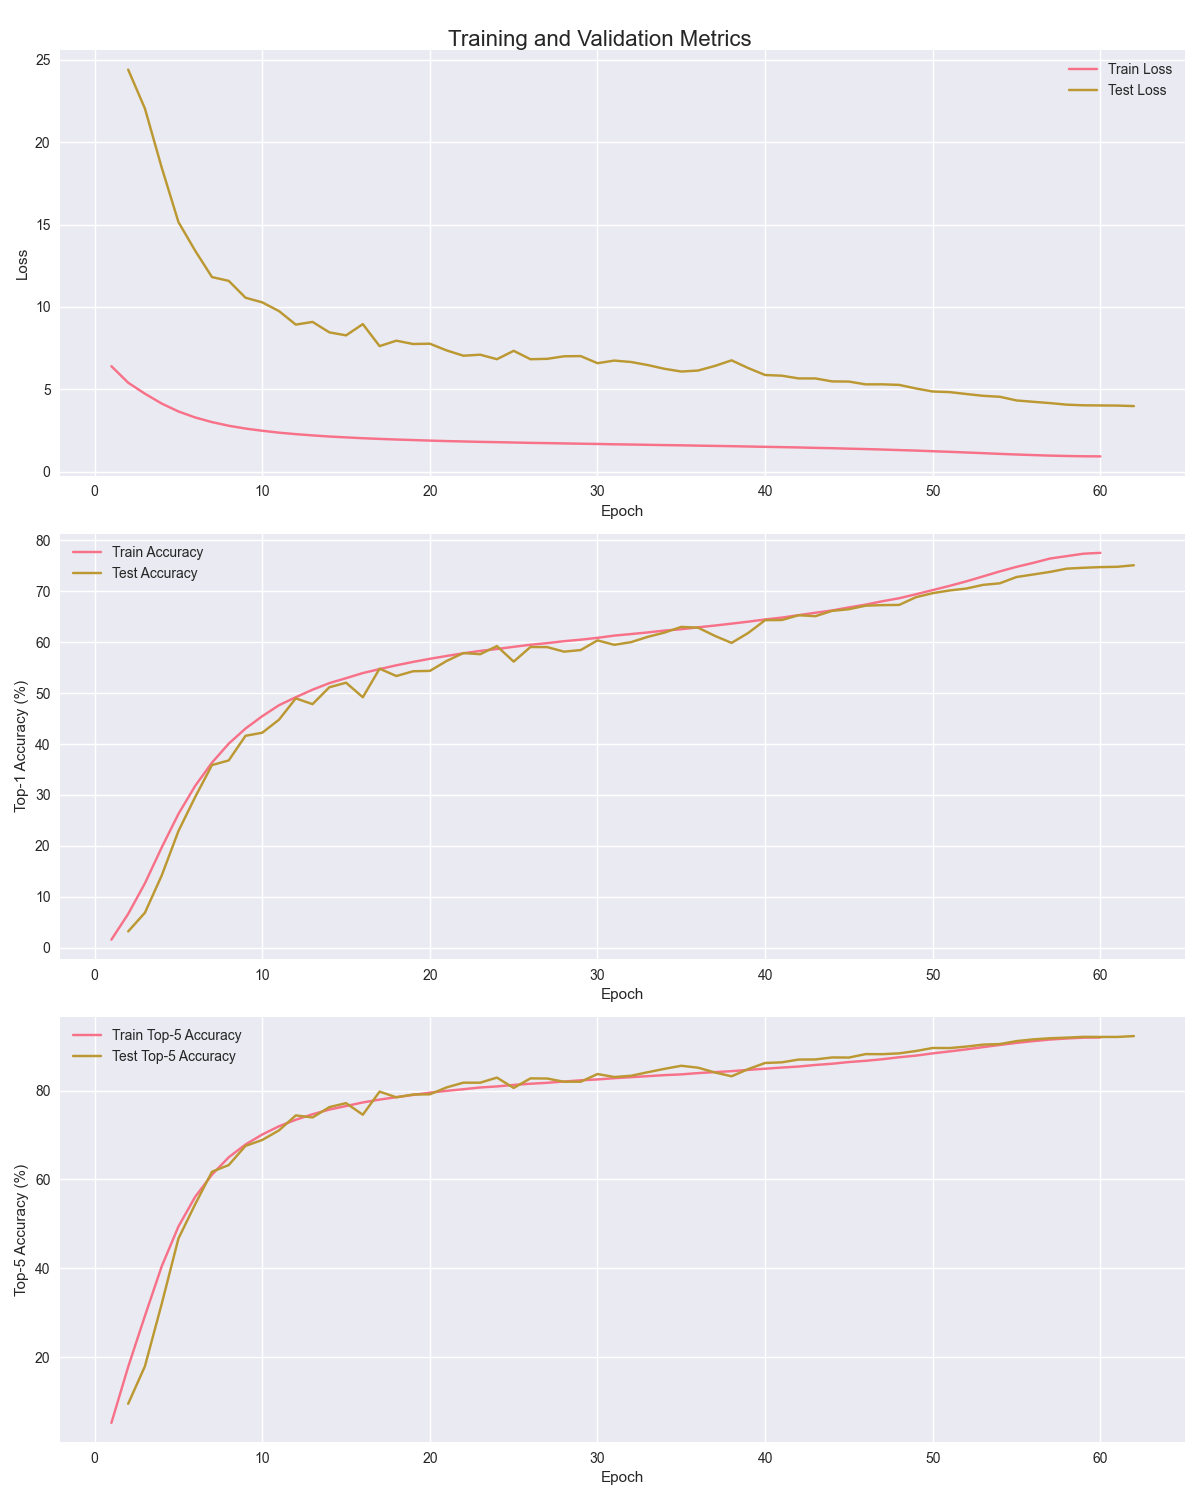 Training and Validation Metrics
25
20
15
10
5
0
Loss
Train Loss
Test Loss
0 10 20 30 40 50 60
Epoch
80
70
60
50
40
30
20
10
0
Top-1 Accuracy (%)
Train Accuracy
Test Accuracy
0 10 20 30 40 50 60
Epoch
80
60
40
20
Top-5 Accuracy (%)
Train Top-5 Accuracy
Test Top-5 Accuracy
0 10 20 30 40 50 60
Epoch